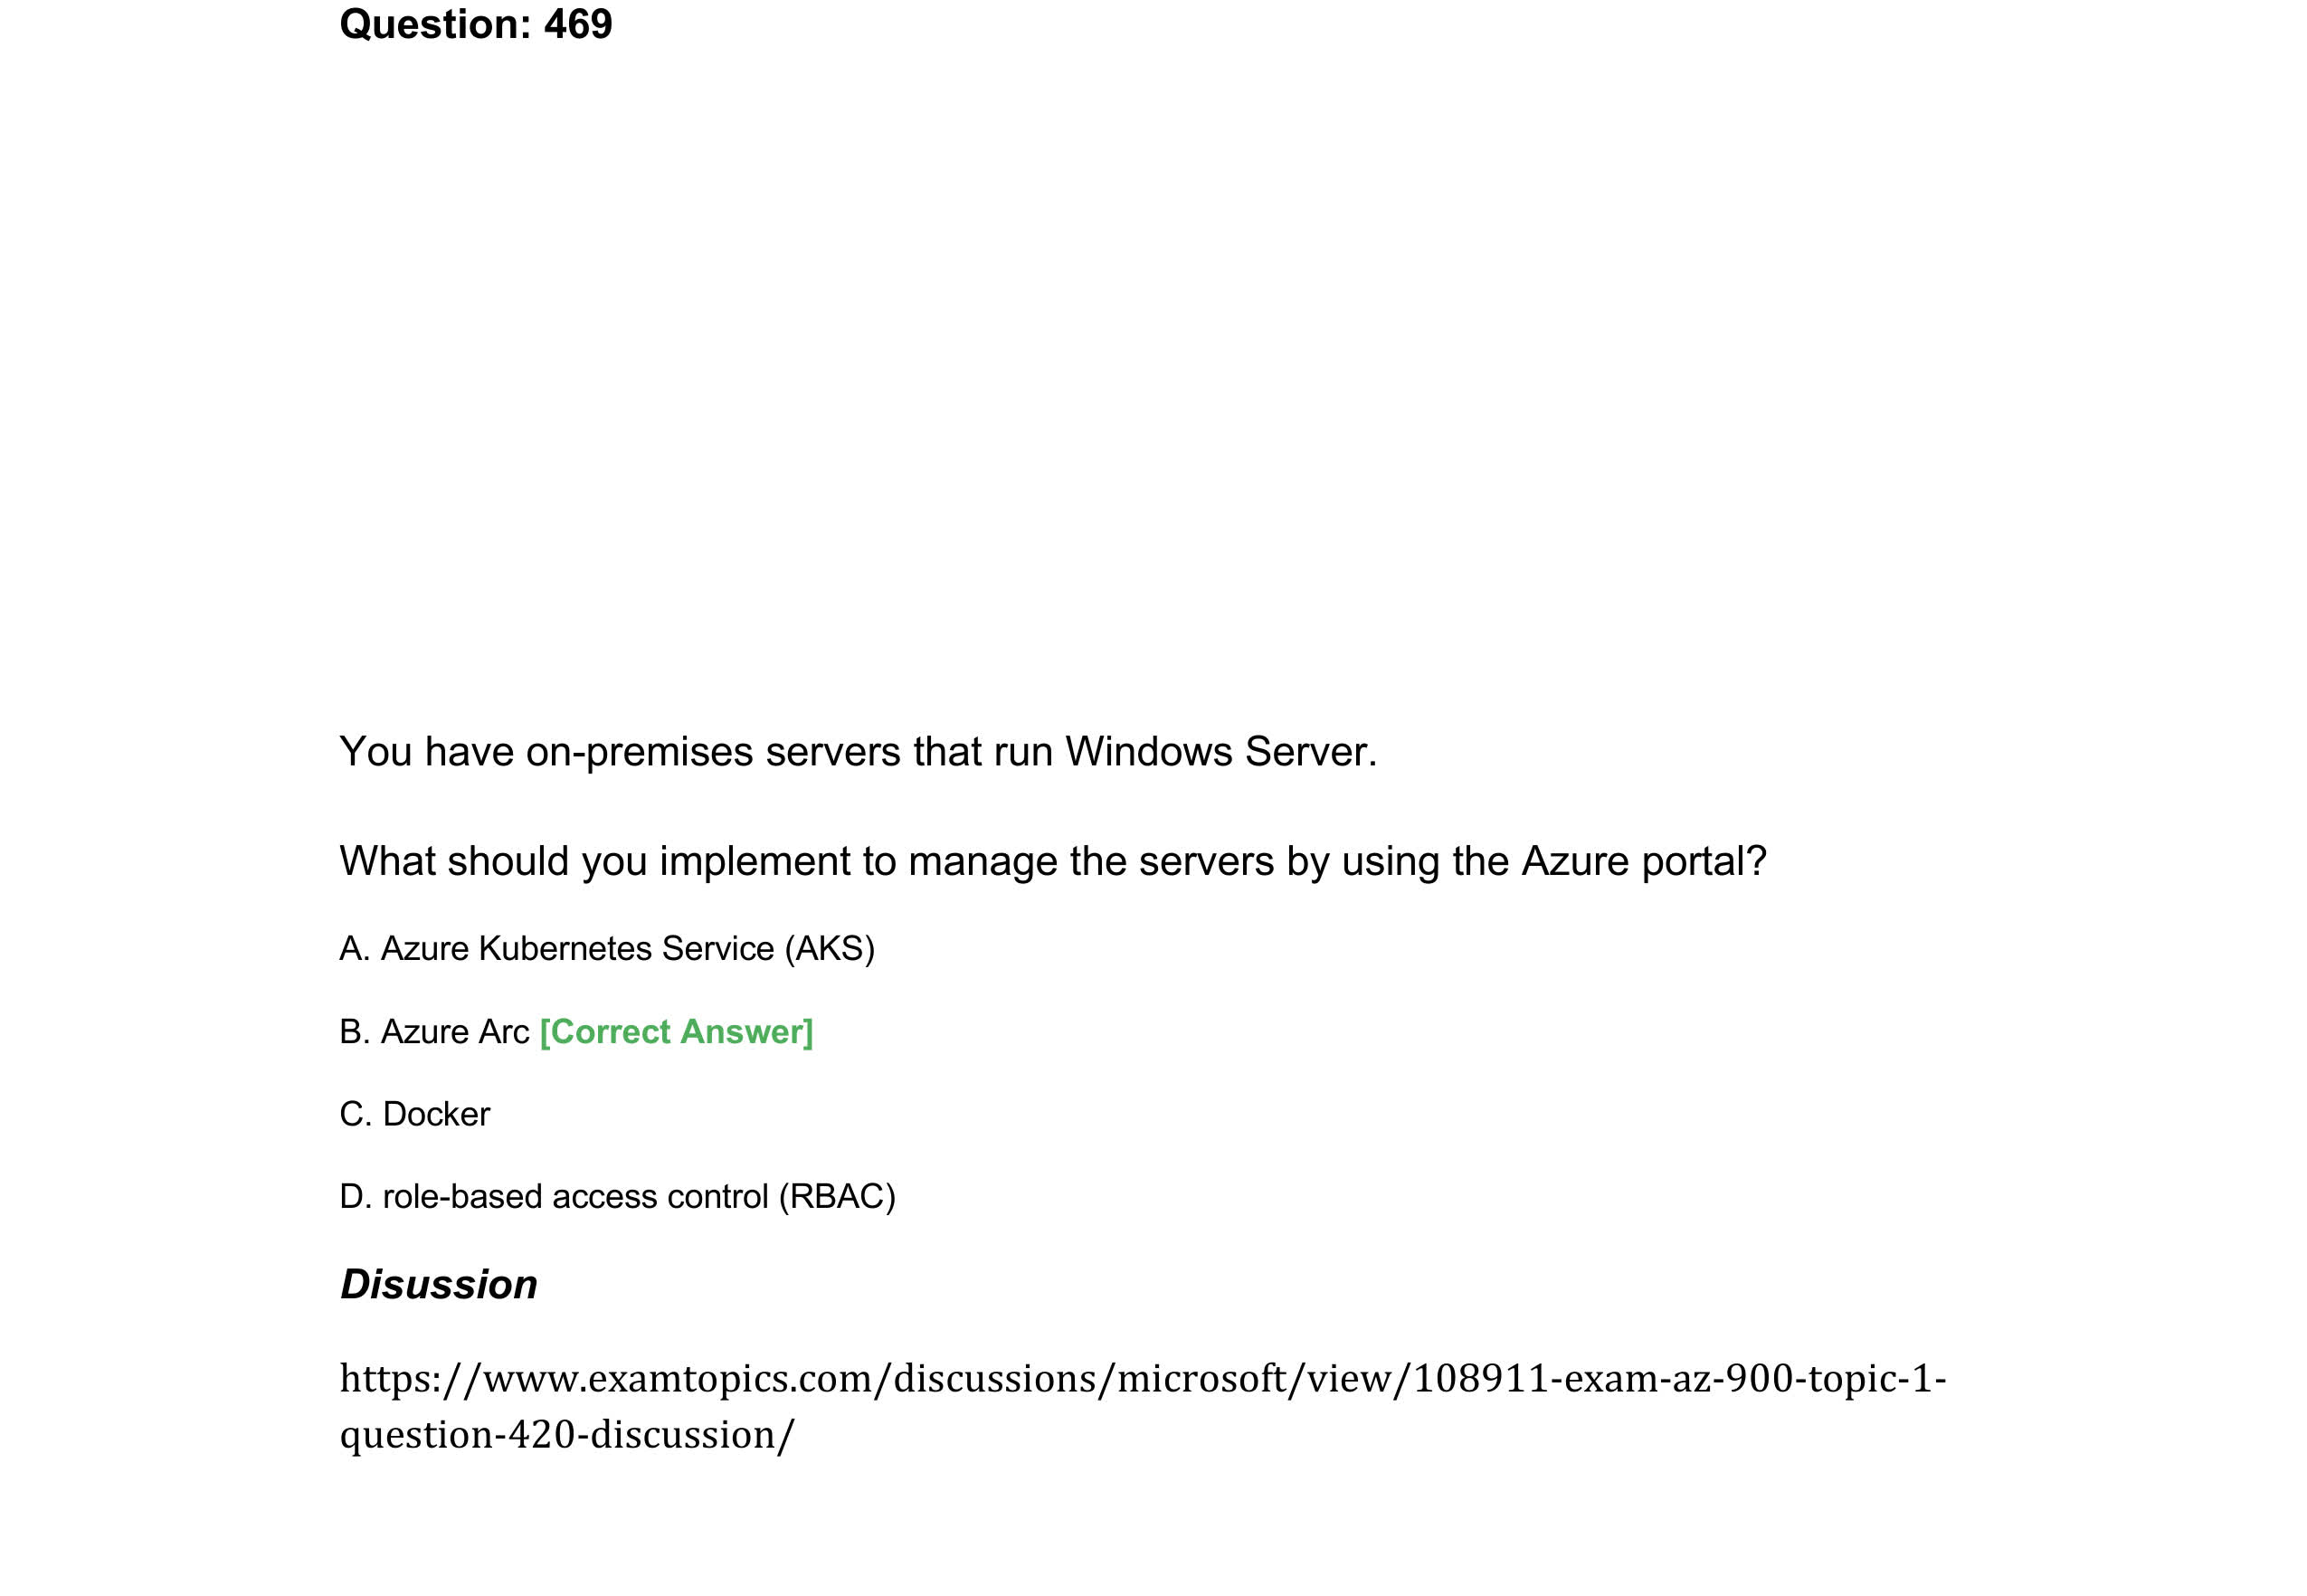 Question: 469
You have on-premises servers that run Windows Server.
What should you implement to manage the servers by using the Azure portal?
A. Azure Kubernetes Service (AKS)
B. Azure Arc [Correct Answer]
C. Docker
D. role-based access control (RBAC)
Disussion
https://www.examtopics.com/discussions/microsoft/view/108911-exam-az-900-topic-1-
question-420-discussion/